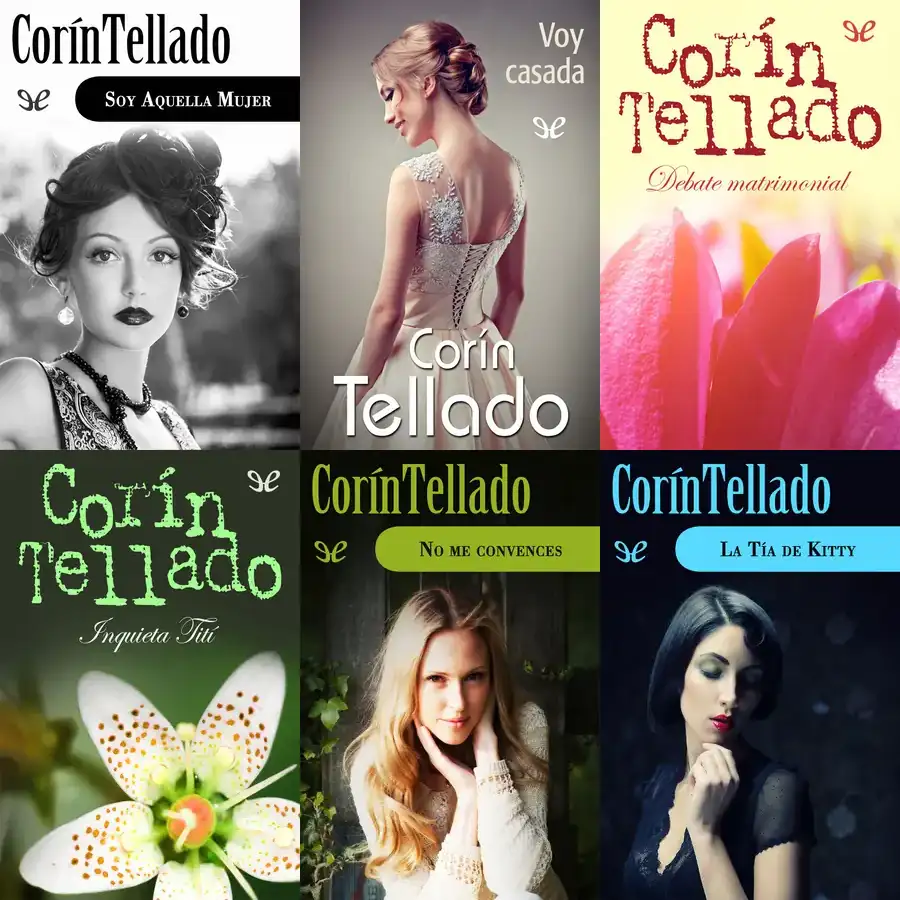 CorínTellado
Soy Aquella Mujer
Voy
casada
Corín
Tellado
Corín
Tellado
Debate matrimonial
Corín
Tellado
Inquieta Tití
CorínTellado
No me convences
CorínTellado
La Tía de Kitty